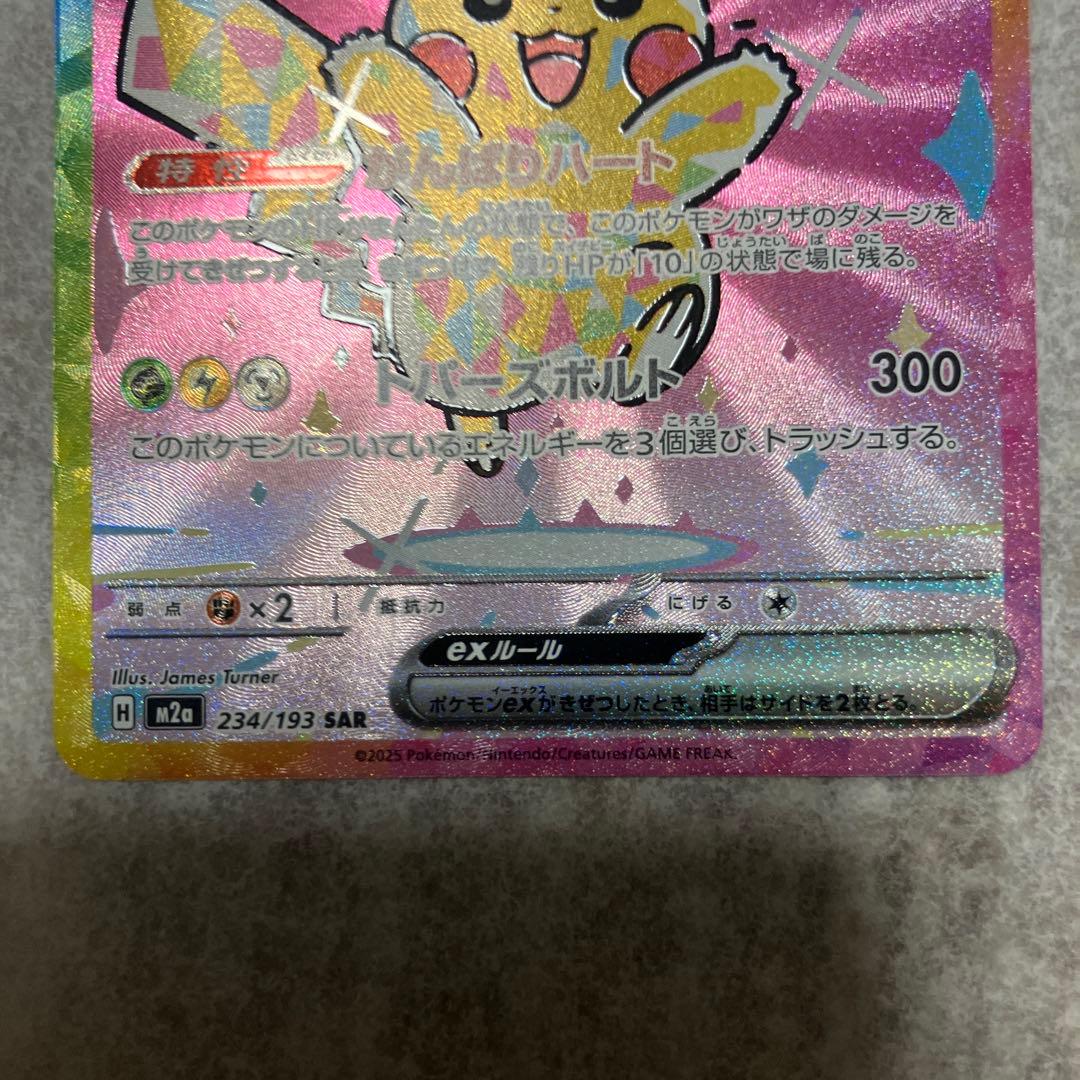 特性 がんばりハート
このポケモンのHPがまんたんの状態で、このポケモンがワザのダメージを
受けてきぜつするとき、きぜつせず、残りHPが「10」の状態で場に残る。
トパーズボルト 300
このポケモンについているエネルギーを3個選び、トラッシュする。
弱点 ×2 抵抗力 にげる
exルール
Illus. James Turner
ポケモンexがきぜつしたとき、相手はサイドを2枚とる。
H m2a 234/193 SAR
©2025 Pokémon/Nintendo/Creatures/GAME FREAK.